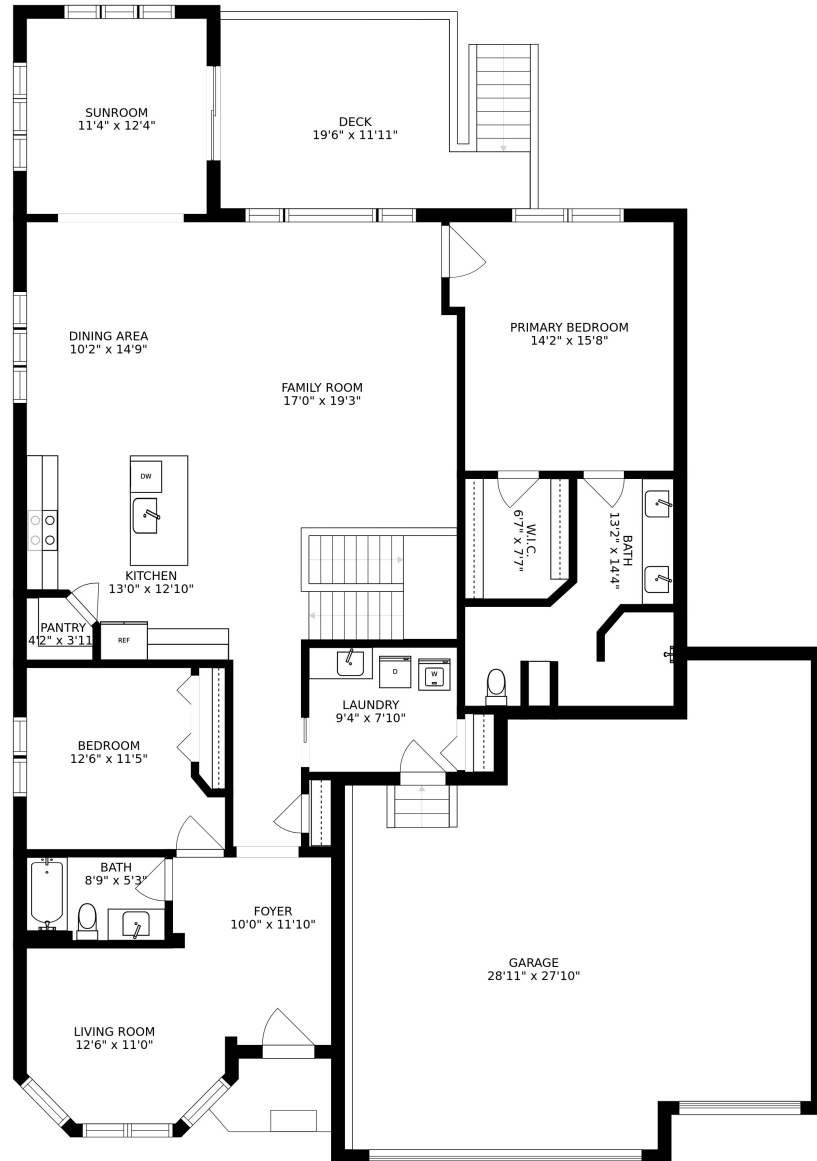 SUNROOM
11'4" x 12'4"
DECK
19'6" x 11'11"
DINING AREA
10'2" x 14'9"
FAMILY ROOM
17'0" x 19'3"
PRIMARY BEDROOM
14'2" x 15'8"
DW
KITCHEN
13'0" x 12'10"
W.I.C.
6'7" x 7'7"
BATH
13'2" x 14'4"
PANTRY
4'2" x 3'11
REF
LAUNDRY
9'4" x 7'10"
D
W
BEDROOM
12'6" x 11'5"
BATH
8'9" x 5'3"
FOYER
10'0" x 11'10"
GARAGE
28'11" x 27'10"
LIVING ROOM
12'6" x 11'0"